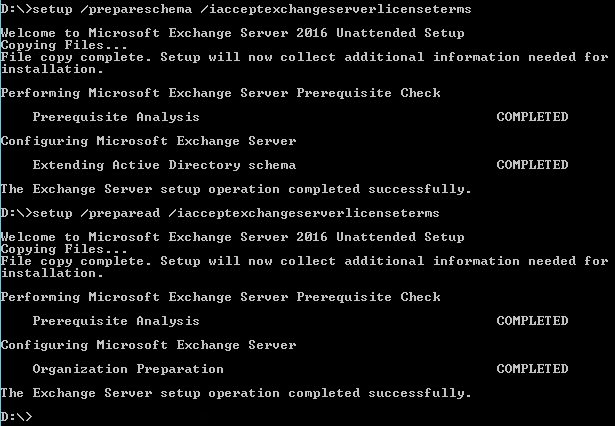 D:\>setup /prepareschema /iacceptexchangeserverlicenseterms
Welcome to Microsoft Exchange Server 2016 Unattended Setup
Copying Files...
File copy complete. Setup will now collect additional information needed for
installation.
Performing Microsoft Exchange Server Prerequisite Check
Prerequisite Analysis COMPLETED
Configuring Microsoft Exchange Server
Extending Active Directory schema COMPLETED
The Exchange Server setup operation completed successfully.
D:\>setup /preparead /iacceptexchangeserverlicenseterms
Welcome to Microsoft Exchange Server 2016 Unattended Setup
Copying Files...
File copy complete. Setup will now collect additional information needed for
installation.
Performing Microsoft Exchange Server Prerequisite Check
Prerequisite Analysis COMPLETED
Configuring Microsoft Exchange Server
Organization Preparation COMPLETED
The Exchange Server setup operation completed successfully.
D:\>